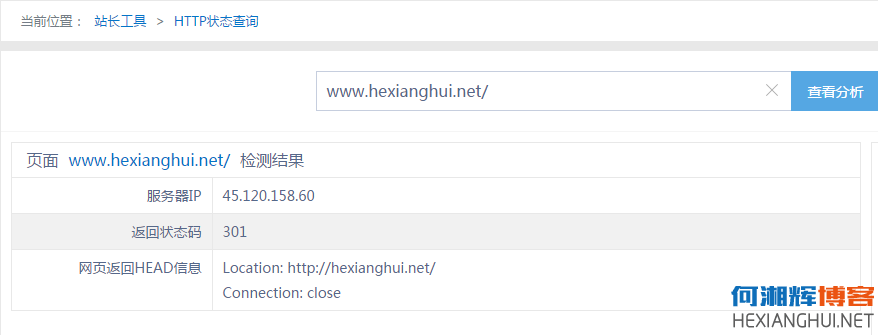 当前位置： 站长工具 > HTTP状态查询
www.hexianghui.net/ 查看分析
页面 www.hexianghui.net/ 检测结果
服务器IP 45.120.158.60
返回状态码 301
网页返回HEAD信息 Location: http://hexianghui.net/
Connection: close
何湘辉博客
HEXIANGHUI.NET